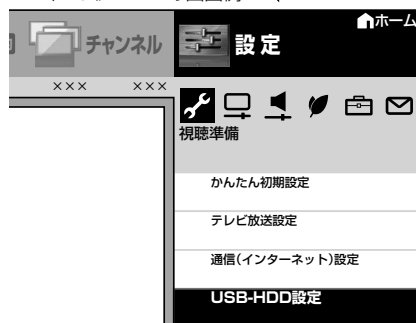 ホーム
チャンネル
設定
××× ×××
視聴準備
かんたん初期設定
テレビ放送設定
通信(インターネット)設定
USB-HDD設定